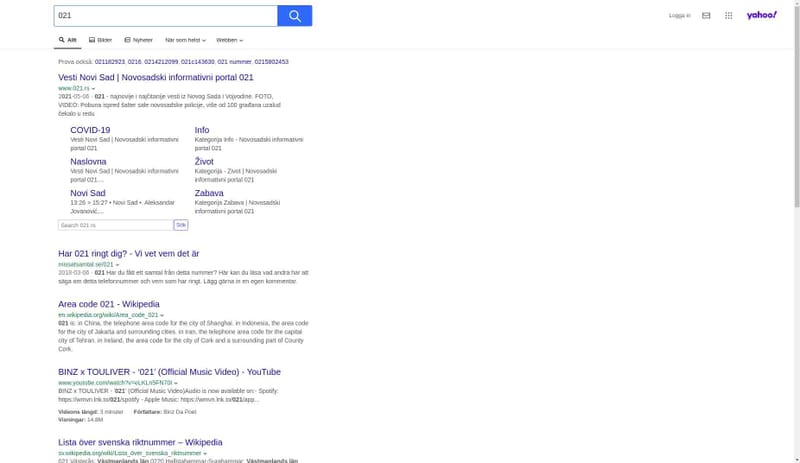 021
Logga in
yahoo!
Allt
Bilder
Nyheter
När som helst
Webben
Prova också: 021182923, 0216, 0214212099, 021c143630, 021 nummer, 0215802453
Vesti Novi Sad | Novosadski informativni portal 021
www.021.rs
2021-05-06 - 021 - najnovije i najčitanije vesti iz Novog Sada i Vojvodine. FOTO,
VIDEO: Pobuna ispred šalter sale novosadske policije, više od 100 građana uzalud
čekalo u redu
COVID-19
Vesti Novi Sad | Novosadski informativni
portal 021
Info
Kategorija Info - Novosadski informativni
portal 021
Naslovna
Vesti Novi Sad | Novosadski informativni
portal 021....
Život
Kategorija - Zivot | Novosadski
informativni portal 021
Novi Sad
13:26 > 15:27 • Novi Sad •. Aleksandar
Jovanović,...
Zabava
Kategorija Zabava | Novosadski
informativni portal 021
Search 021.rs
Sök
Har 021 ringt dig? - Vi vet vem det är
missatsamtal.se/021
2018-03-06 - 021 Har du fått ett samtal från detta nummer? Här kan du läsa vad andra har att
säga om detta telefonnummer och vem som har ringt. Lägg gärna in en egen kommentar.
Area code 021 - Wikipedia
en.wikipedia.org/wiki/Area_code_021
021 is: in China, the telephone area code for the city of Shanghai. in Indonesia, the area code
for the city of Jakarta and surrounding cities. in Iran, the telephone area code for the capital
city of Tehran. in Ireland, the area code for the city of Cork and a surrounding part of County
Cork.
BINZ x TOULIVER - '021' (Official Music Video) - YouTube
www.youtube.com/watch?v=eLKLn5FN70I
BINZ x TOULIVER - '021' (Official Music Video)Audio is now available on:- Spotify:
https://wmvn.lnk.to/021/spotify - Apple Music: https://wmvn.lnk.to/021/app...
Videons längd: 3 minuter
Författare: Binz Da Poet
Visningar: 14.8M
Lista över svenska riktnummer – Wikipedia
sv.wikipedia.org/wiki/Lista_över_svenska_riktnummer
021 Västerås: Västmanlands län 0220 Hallstahammar-Surahammar: Västmanlands län